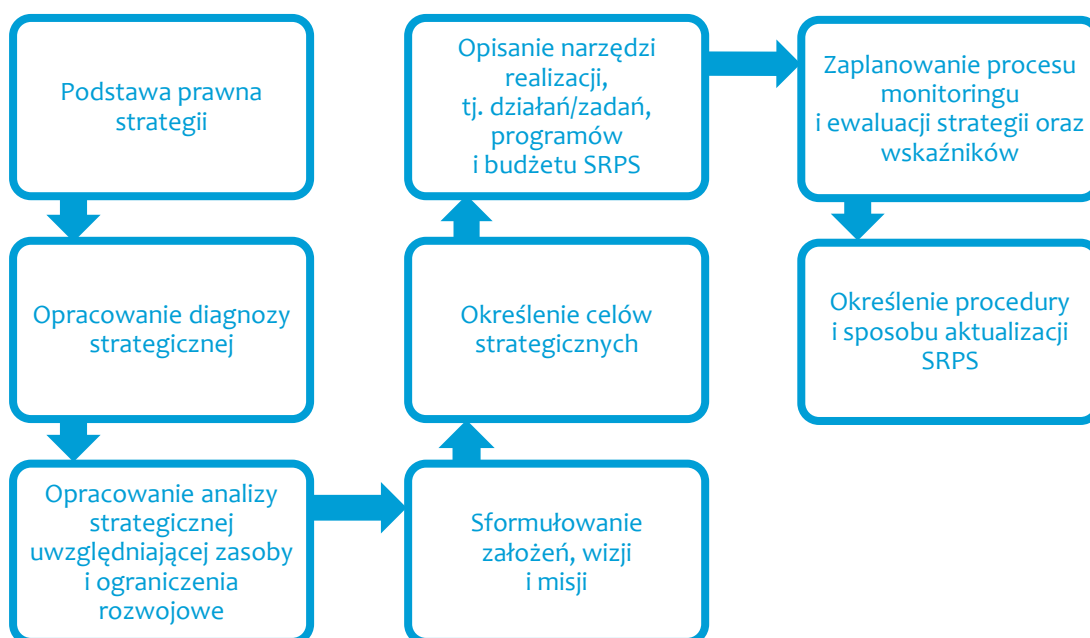 Podstawa prawna
strategii
Opracowanie diagnozy
strategicznej
Opracowanie analizy
strategicznej
uwzględniającej zasoby
i ograniczenia
rozwojowe
Sformułowanie
założeń, wizji
i misji
Określenie celów
strategicznych
Opisanie narzędzi
realizacji,
tj. działań/zadań,
programów
i budżetu SRPS
Zaplanowanie procesu
monitoringu
i ewaluacji strategii oraz
wskaźników
Określenie procedury
i sposobu aktualizacji
SRPS